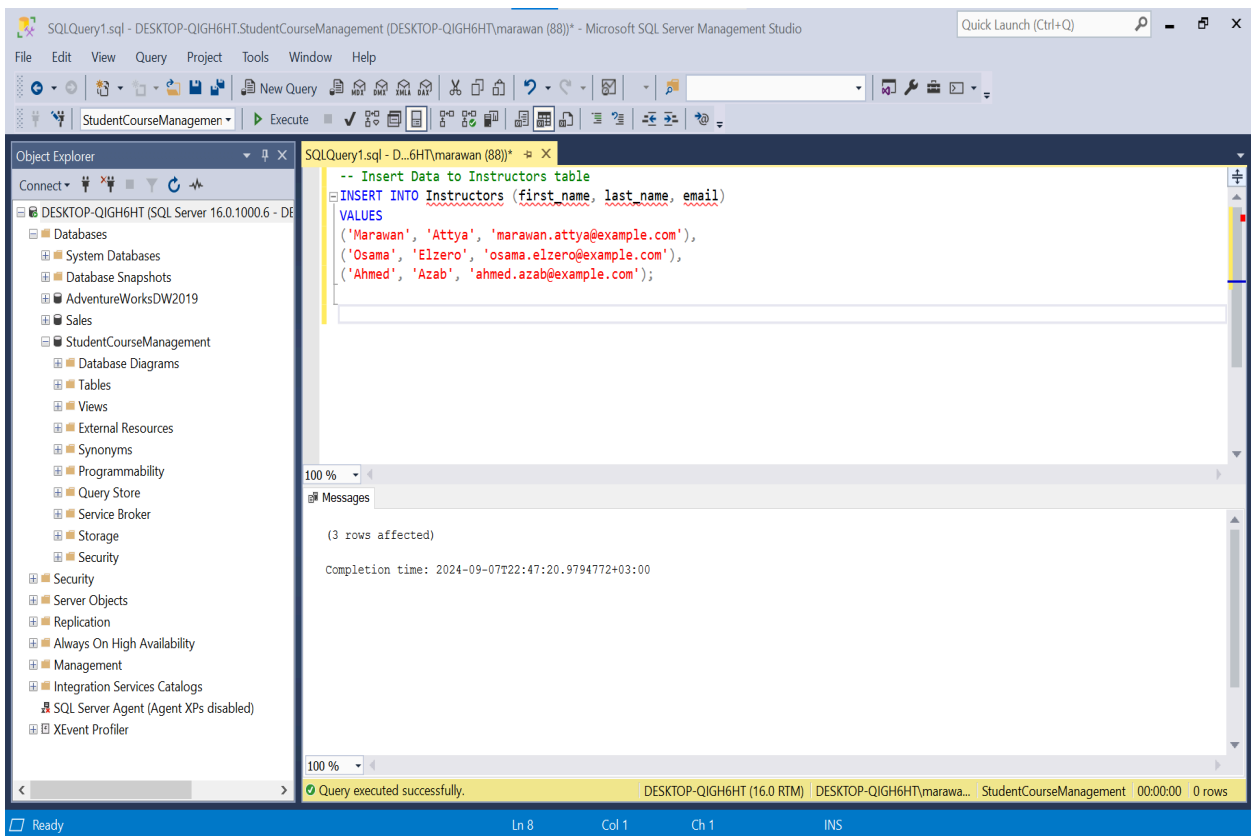 SQLQuery1.sql - DESKTOP-QIGH6HT.StudentCourseManagement (DESKTOP-QIGH6HT\marawan (88))* - Microsoft SQL Server Management Studio
Quick Launch (Ctrl+Q)
File Edit View Query Project Tools Window Help
New Query MDX DMX XMLA DAX
StudentCourseManagemen Execute
Object Explorer
SQLQuery1.sql - D...6HT\marawan (88))*
Connect
DESKTOP-QIGH6HT (SQL Server 16.0.1000.6 - DE
Databases
System Databases
Database Snapshots
AdventureWorksDW2019
Sales
StudentCourseManagement
Database Diagrams
Tables
Views
External Resources
Synonyms
Programmability
Query Store
Service Broker
Storage
Security
Security
Server Objects
Replication
Always On High Availability
Management
Integration Services Catalogs
SQL Server Agent (Agent XPs disabled)
XEvent Profiler
-- Insert Data to Instructors table
INSERT INTO Instructors (first_name, last_name, email)
VALUES
('Marawan', 'Attya', 'marawan.attya@example.com'),
('Osama', 'Elzero', 'osama.elzero@example.com'),
('Ahmed', 'Azab', 'ahmed.azab@example.com');
100 %
Messages
(3 rows affected)
Completion time: 2024-09-07T22:47:20.9794772+03:00
100 %
Query executed successfully. DESKTOP-QIGH6HT (16.0 RTM) DESKTOP-QIGH6HT\marawa... StudentCourseManagement 00:00:00 0 rows
Ready Ln 8 Col 1 Ch 1 INS